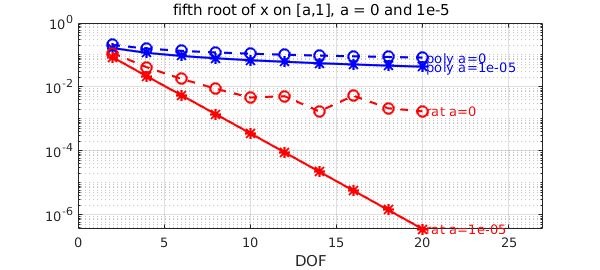 fifth root of x on [a,1], a = 0 and 1e-5
10^0
10^-2
10^-4
10^-6
poly a=0
poly a=1e-05
rat a=0
rat a=1e-05
0
5
10
15
20
25
DOF